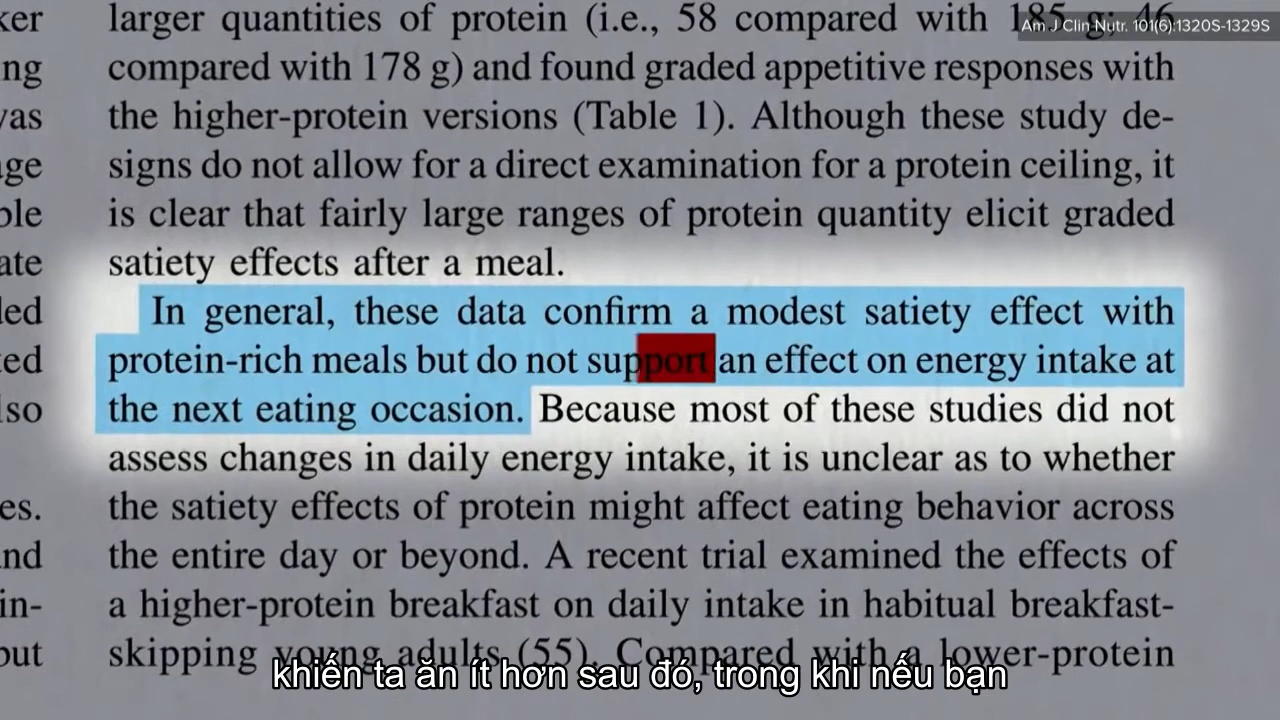 Am J Clin Nutr. 101(6):1320S-1329S
larger quantities of protein (i.e., 58 compared with 185 g; 46
compared with 178 g) and found graded appetitive responses with
the higher-protein versions (Table 1). Although these study de-
signs do not allow for a direct examination for a protein ceiling, it
is clear that fairly large ranges of protein quantity elicit graded
satiety effects after a meal.
In general, these data confirm a modest satiety effect with
protein-rich meals but do not support an effect on energy intake at
the next eating occasion. Because most of these studies did not
assess changes in daily energy intake, it is unclear as to whether
the satiety effects of protein might affect eating behavior across
the entire day or beyond. A recent trial examined the effects of
a higher-protein breakfast on daily intake in habitual breakfast-
skipping young adults (55). Compared with a lower-protein
khiến ta ăn ít hơn sau đó, trong khi nếu bạn